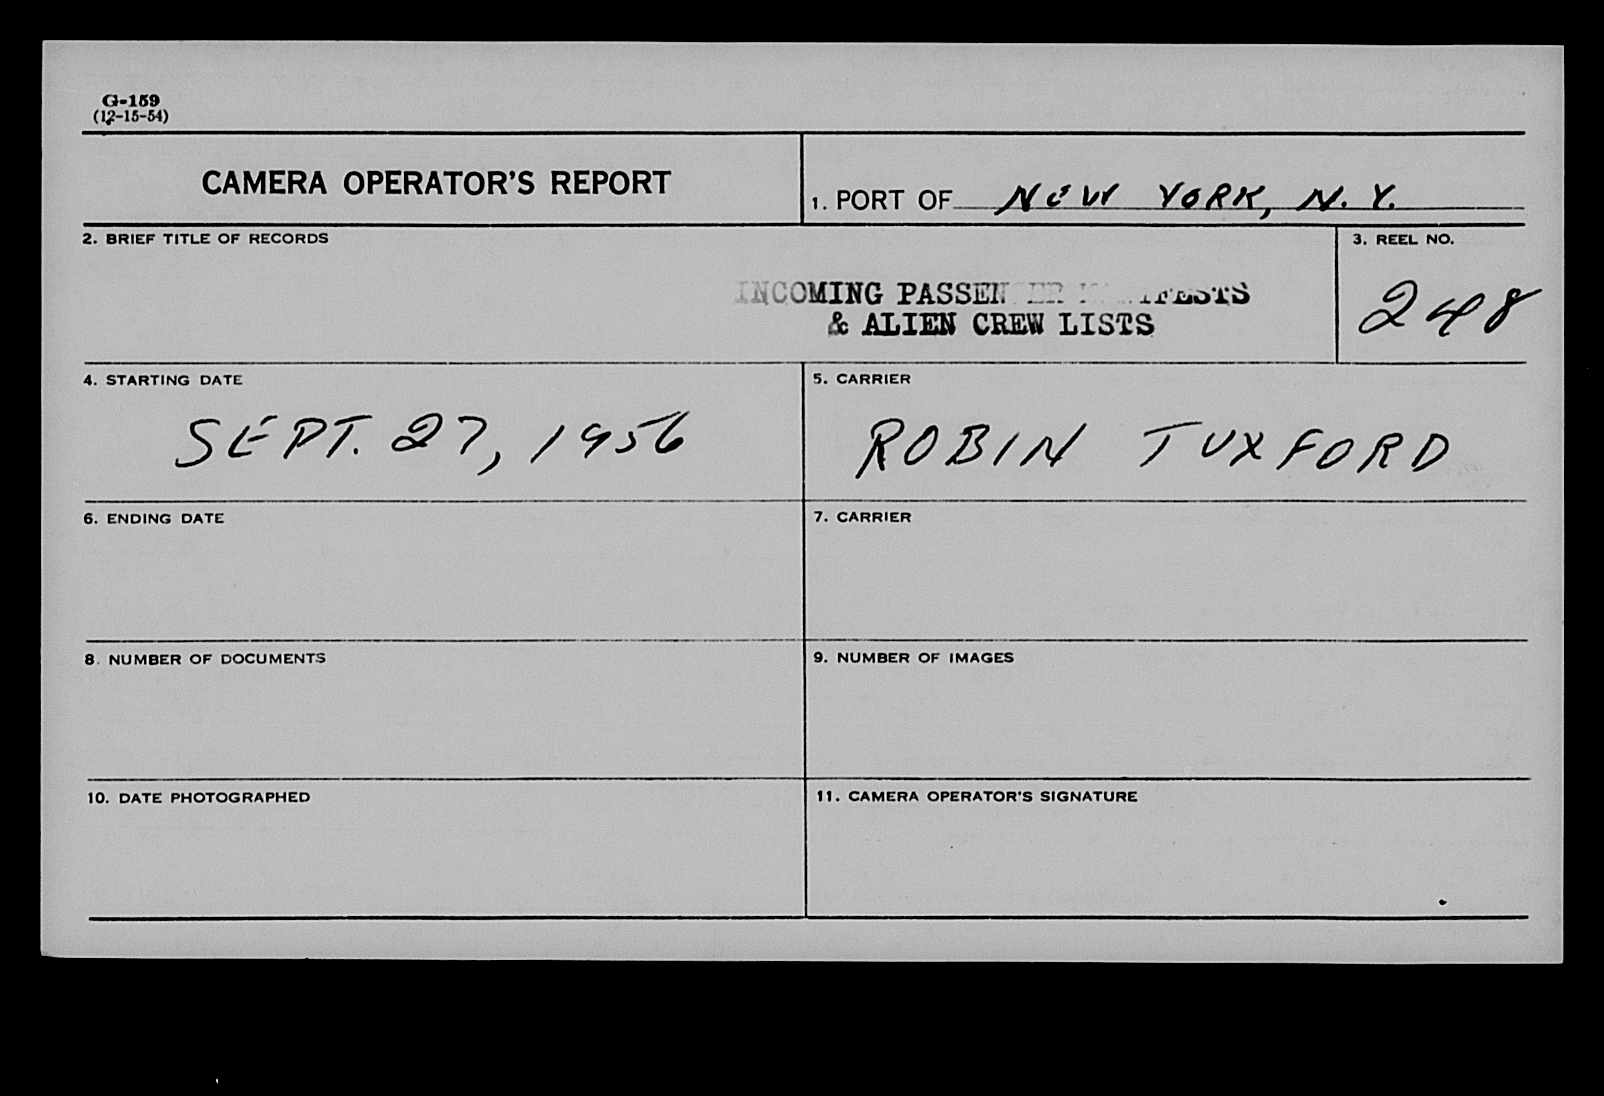 G-159
(12-15-54)
CAMERA OPERATOR'S REPORT
1. PORT OF NEW YORK, N.Y.
2. BRIEF TITLE OF RECORDS
INCOMING PASSENGER MANIFESTS
& ALIEN CREW LISTS
3. REEL NO.
248
4. STARTING DATE
SEPT. 27, 1956
5. CARRIER
ROBIN TUXFORD
6. ENDING DATE
7. CARRIER
8. NUMBER OF DOCUMENTS
9. NUMBER OF IMAGES
10. DATE PHOTOGRAPHED
11. CAMERA OPERATOR'S SIGNATURE